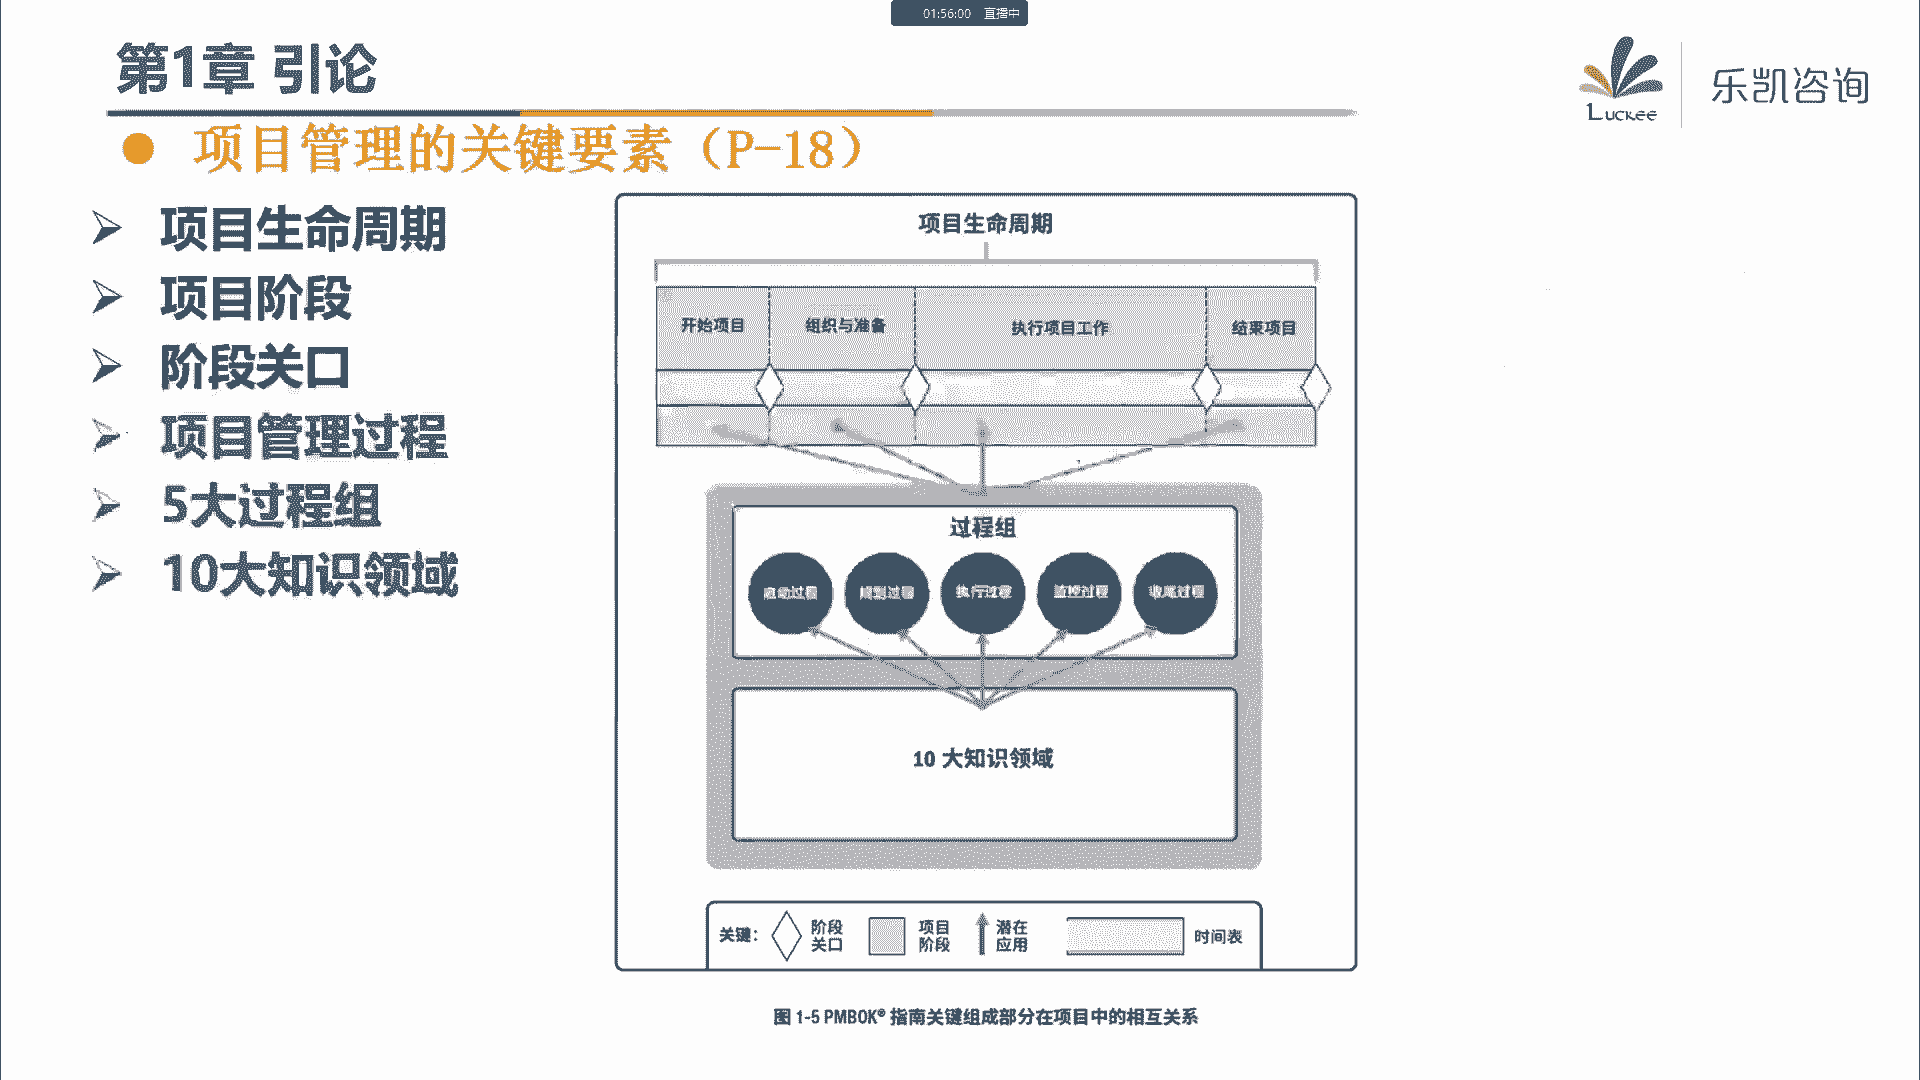 01:56:00 直播中
第1章 引论
Luckee
乐凯咨询
项目管理的关键要素（P-18）
项目生命周期
项目阶段
阶段关口
项目管理过程
5大过程组
10大知识领域
项目生命周期
开始项目
组织与准备
执行项目工作
结束项目
过程组
启动过程
规划过程
执行过程
监控过程
收尾过程
10 大知识领域
关键：
阶段
关口
项目
阶段
潜在
应用
时间表
图 1-5 PMBOK® 指南关键组成部分在项目中的相互关系